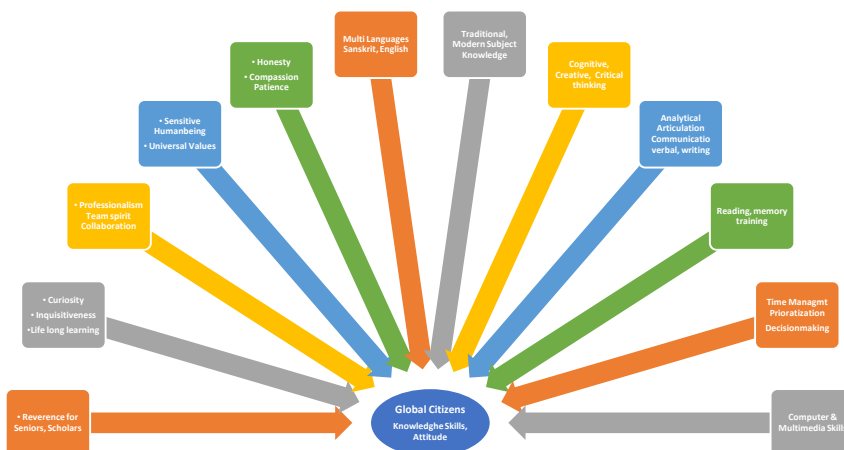 Multi Languages
Sanskrit, English
Traditional,
Modern Subject
Knowledge
• Honesty
• Compassion
Patience
Cognitive,
Creative, Critical
thinking
• Sensitive
Humanbeing
• Universal Values
Analytical
Articulation
Communicatio
verbal, writing
• Professionalism
Team spirit
Collaboration
Reading, memory
training
• Curiosity
• Inquisitiveness
•Life long learning
Time Managmt
Prioratization
Decisionmaking
• Reverence for
Seniors, Scholars
Global Citizens
Knowledghe Skills,
Attitude
Computer &
Multimedia Skills